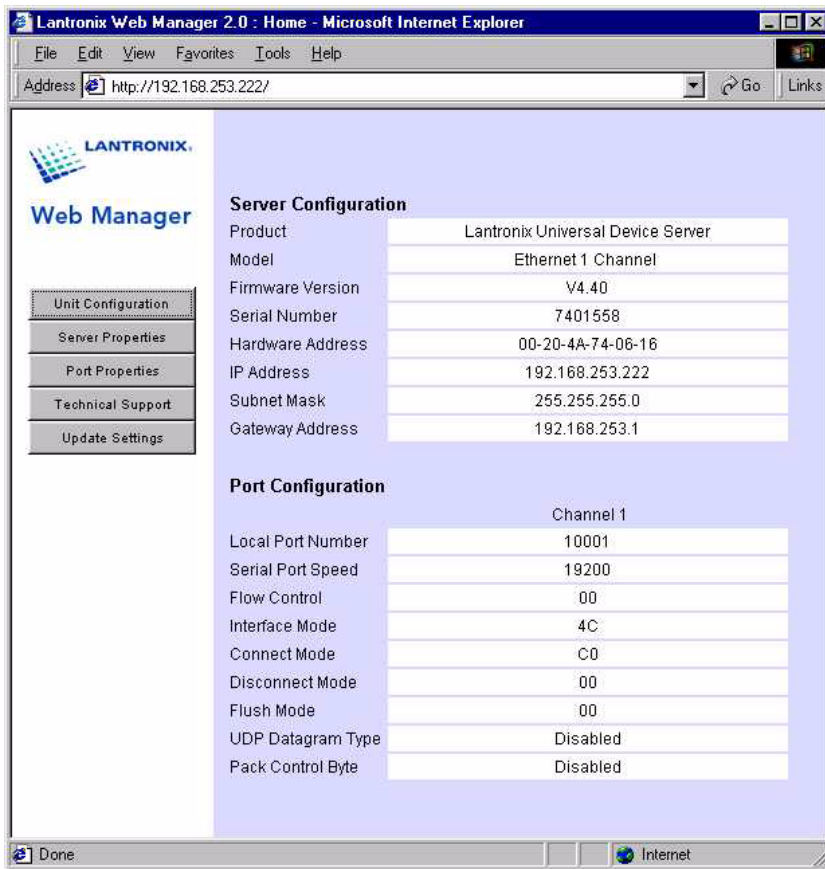 Lantronix Web Manager 2.0 : Home - Microsoft Internet Explorer
File Edit View Favorites Tools Help
Address http://192.168.253.222/ Go Links
LANTRONIX.
Web Manager
Unit Configuration
Server Properties
Port Properties
Technical Support
Update Settings
Server Configuration
Product Lantronix Universal Device Server
Model Ethernet 1 Channel
Firmware Version V4.40
Serial Number 7401558
Hardware Address 00-20-4A-74-06-16
IP Address 192.168.253.222
Subnet Mask 255.255.255.0
Gateway Address 192.168.253.1
Port Configuration
Channel 1
Local Port Number 10001
Serial Port Speed 19200
Flow Control 00
Interface Mode 4C
Connect Mode C0
Disconnect Mode 00
Flush Mode 00
UDP Datagram Type Disabled
Pack Control Byte Disabled
Done Internet